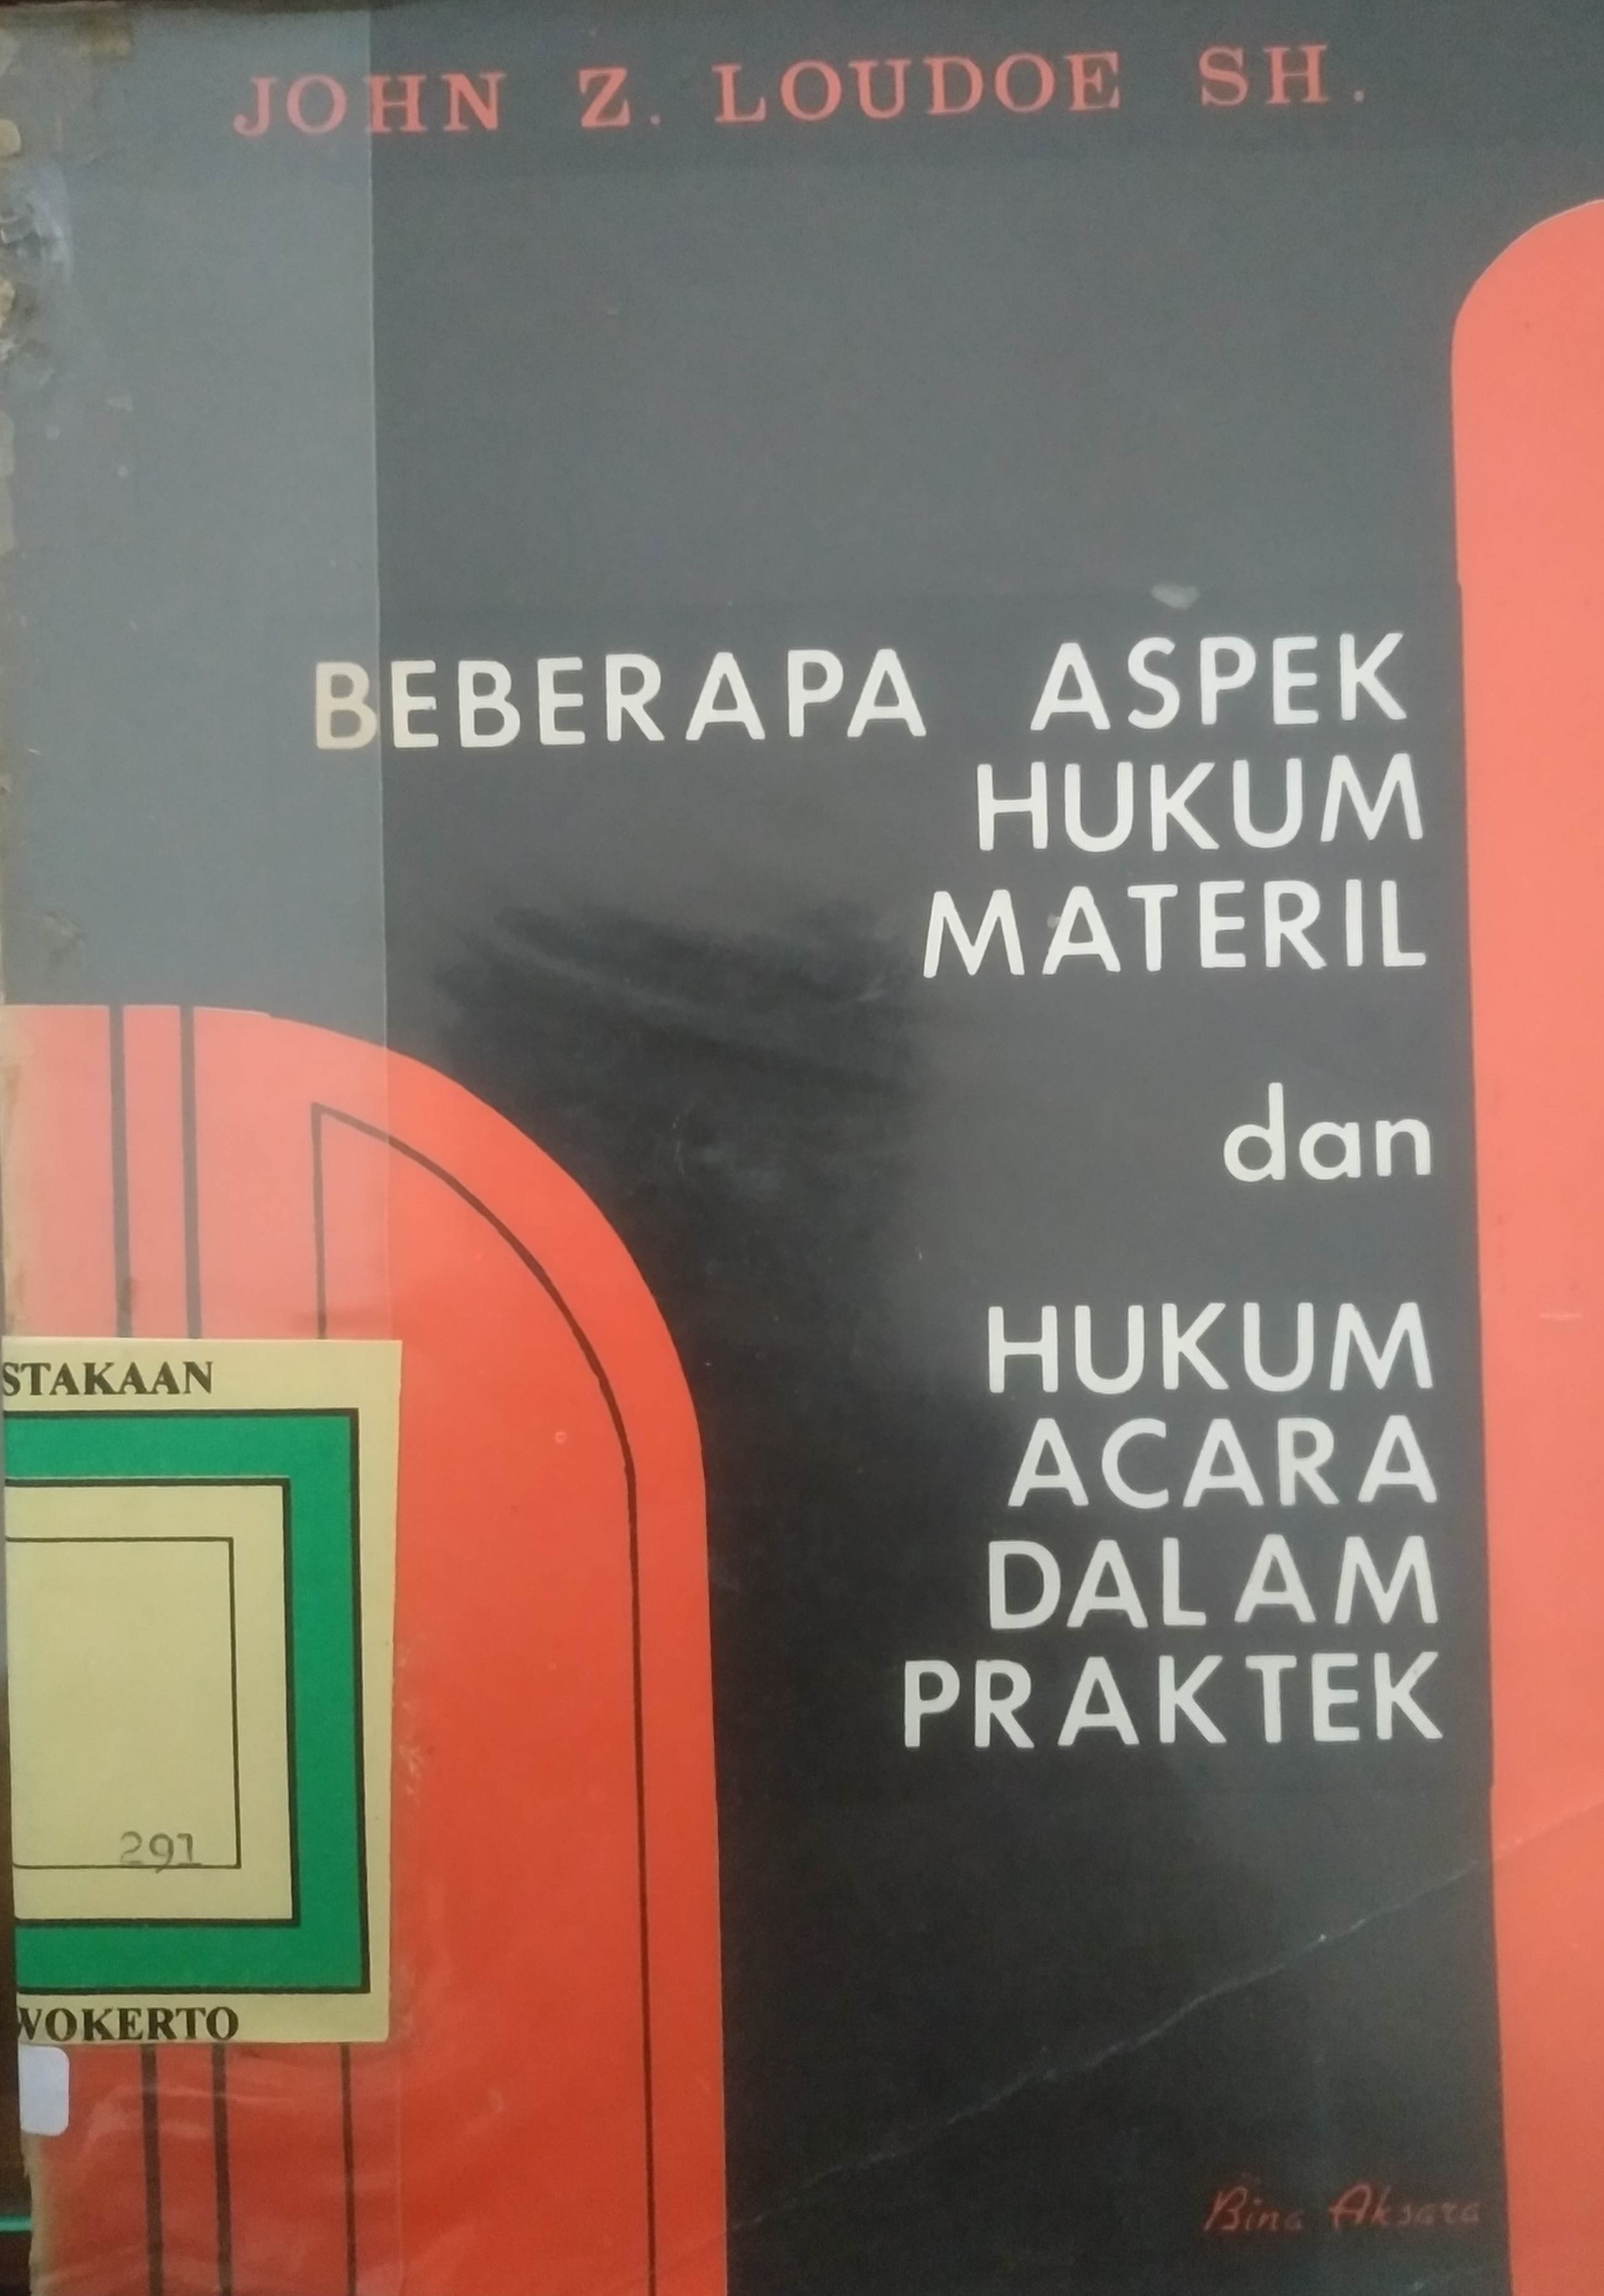 JOHN Z. LOUDOE SH.
BEBERAPA ASPEK
HUKUM
MATERIL
dan
HUKUM
ACARA
DALAM
PRAKTEK
STAKAAN
291
WOKERTO
Bina Aksara